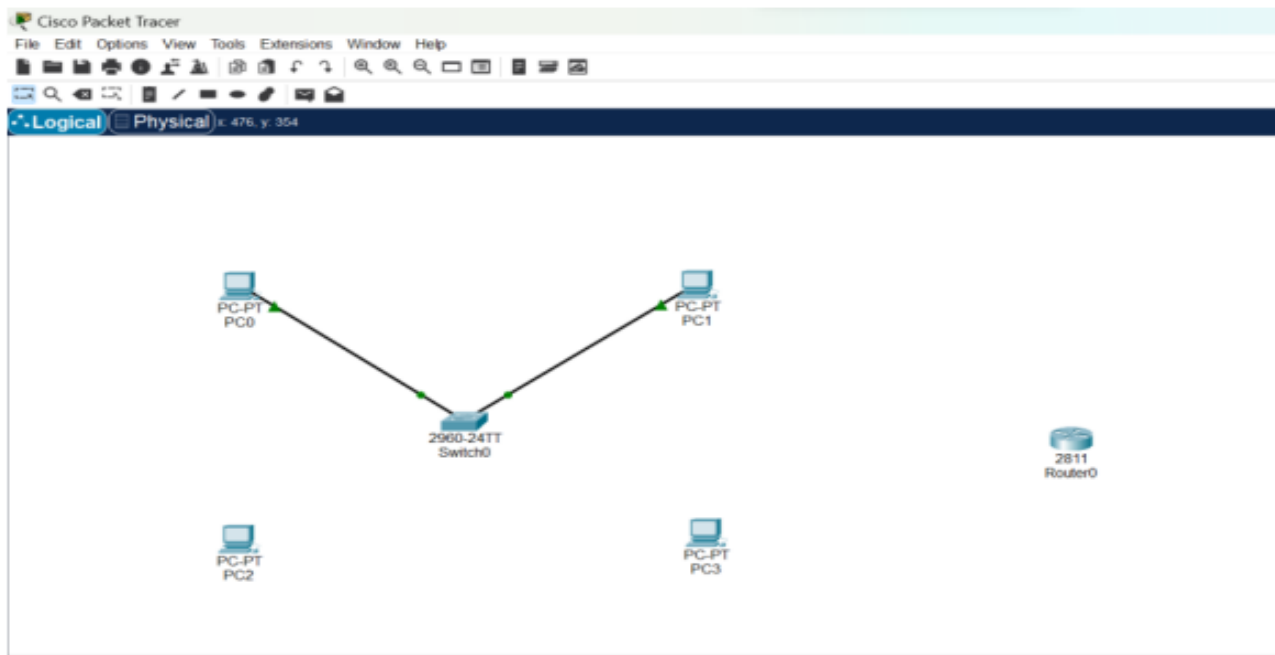 Cisco Packet Tracer
File Edit Options View Tools Extensions Window Help
Logical Physical x: 476, y: 354
PC-PT
PC0
PC-PT
PC1
2960-24TT
Switch0
2811
Router0
PC-PT
PC2
PC-PT
PC3